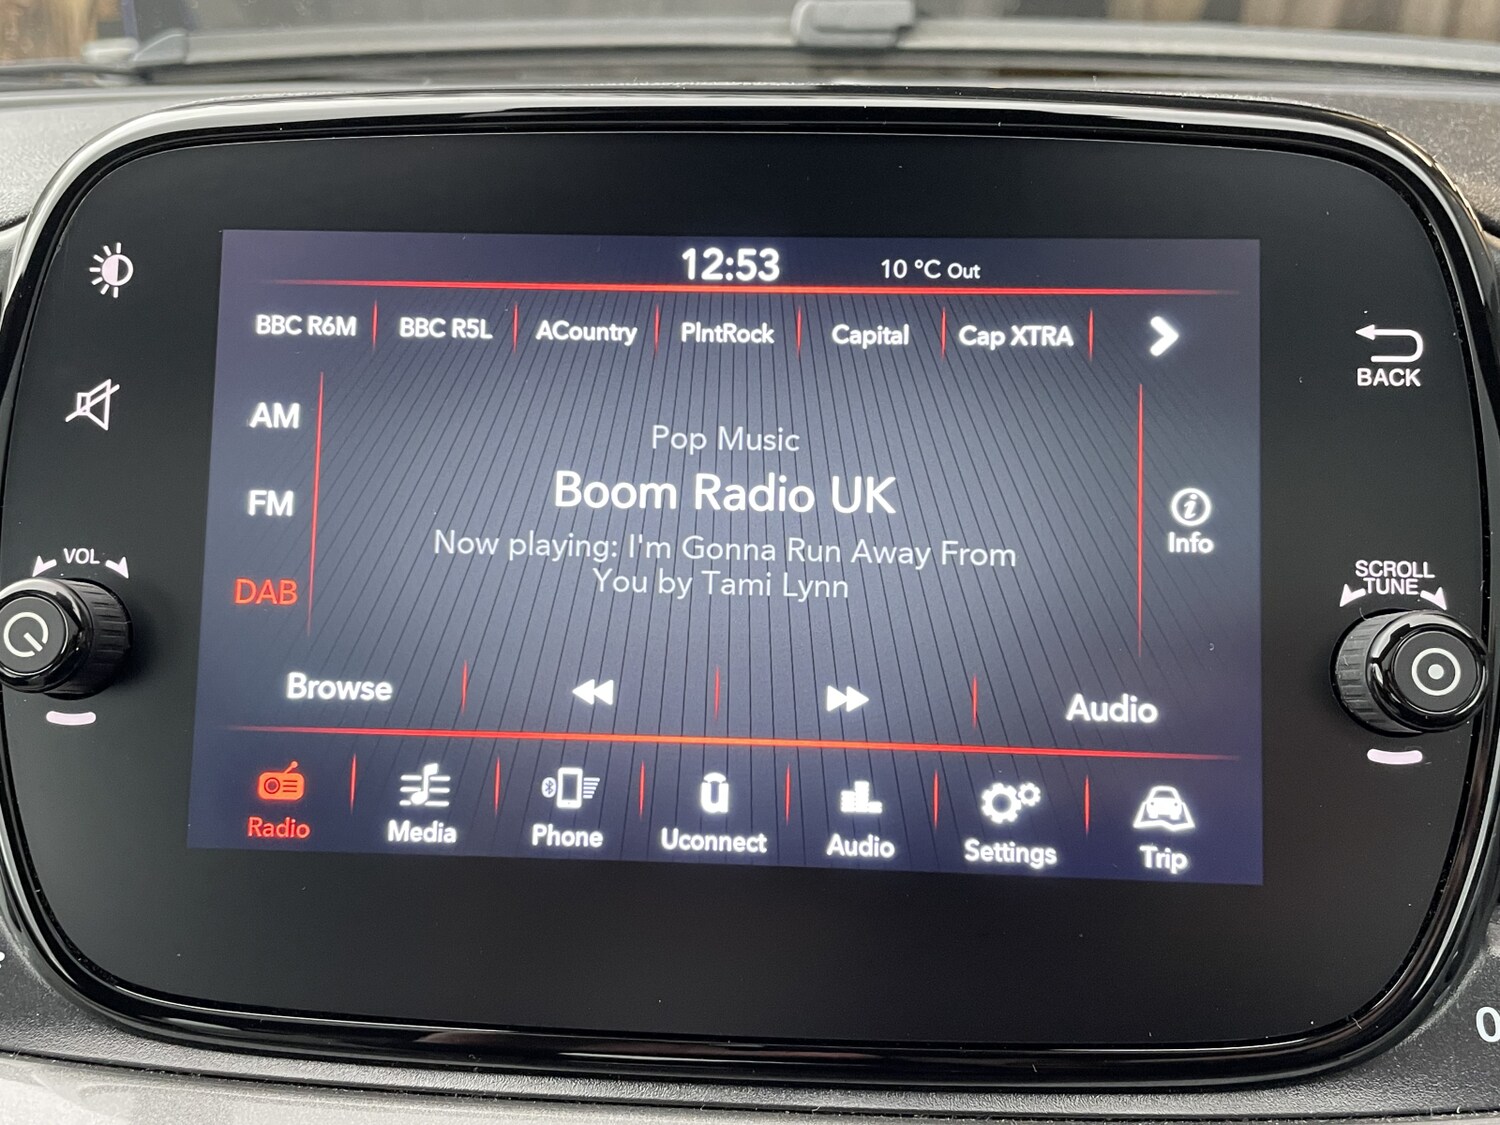 12:53
10 °C Out
BBC R6M
BBC R5L
ACountry
PlntRock
Capital
Cap XTRA
BACK
AM
Pop Music
FM
Boom Radio UK
Info
Now playing: I'm Gonna Run Away From
You by Tami Lynn
DAB
VOL
SCROLL
TUNE
Browse
Audio
Radio
Media
Phone
Uconnect
Audio
Settings
Trip
0